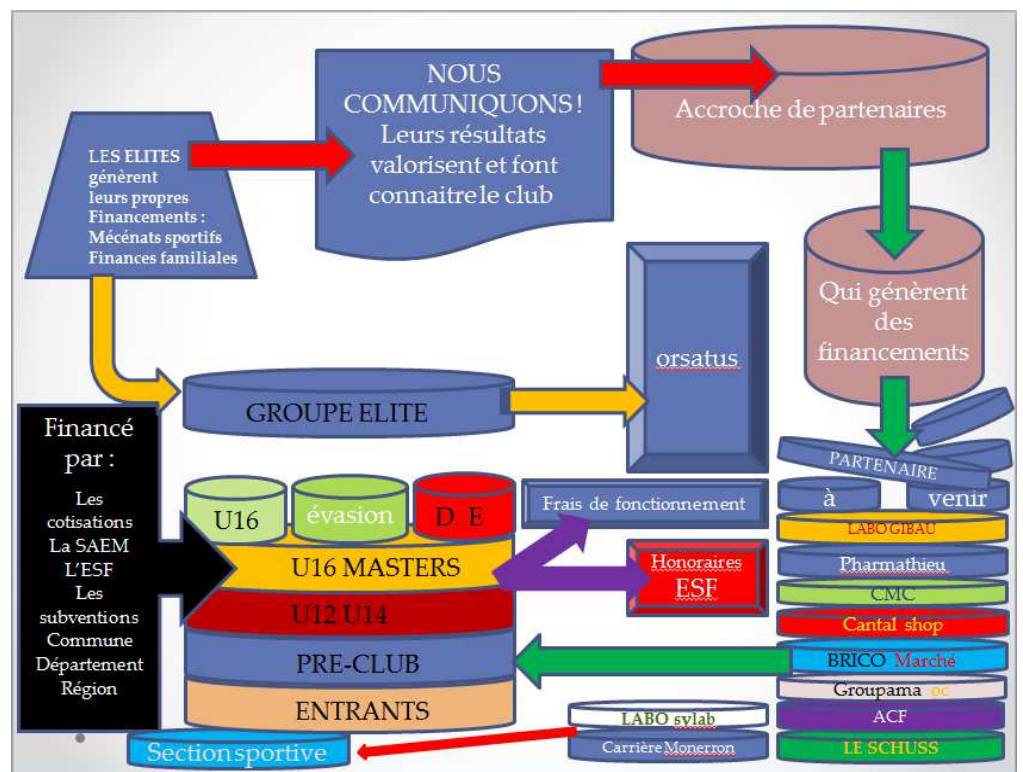 NOUS
COMMUNIQUONS !
Leurs résultats
valorisent et font
connaitre le club
Accroche de partenaires
LES ELITES
génèrent
leurs propres
Financements :
Mécénats sportifs
Finances familiales
Qui génèrent
des
financements
orsatus
GROUPE ELITE
Financé
par :
Les
cotisations
La SAEM
L'ESF
Les
subventions
Commune
Département
Région
PARTENAIRE
à
venir
U16
évasion
D. E
Frais de fonctionnement
U16 MASTERS
Honoraires
ESF
U12 U14
PRE-CLUB
ENTRANTS
Section sportive
LABO GIBAU
Pharmathieu
CMC
Cantal shop
BRICO Marché
Groupama oc
ACF
LE SCHUSS
LABO sylab
Carrière Monerron